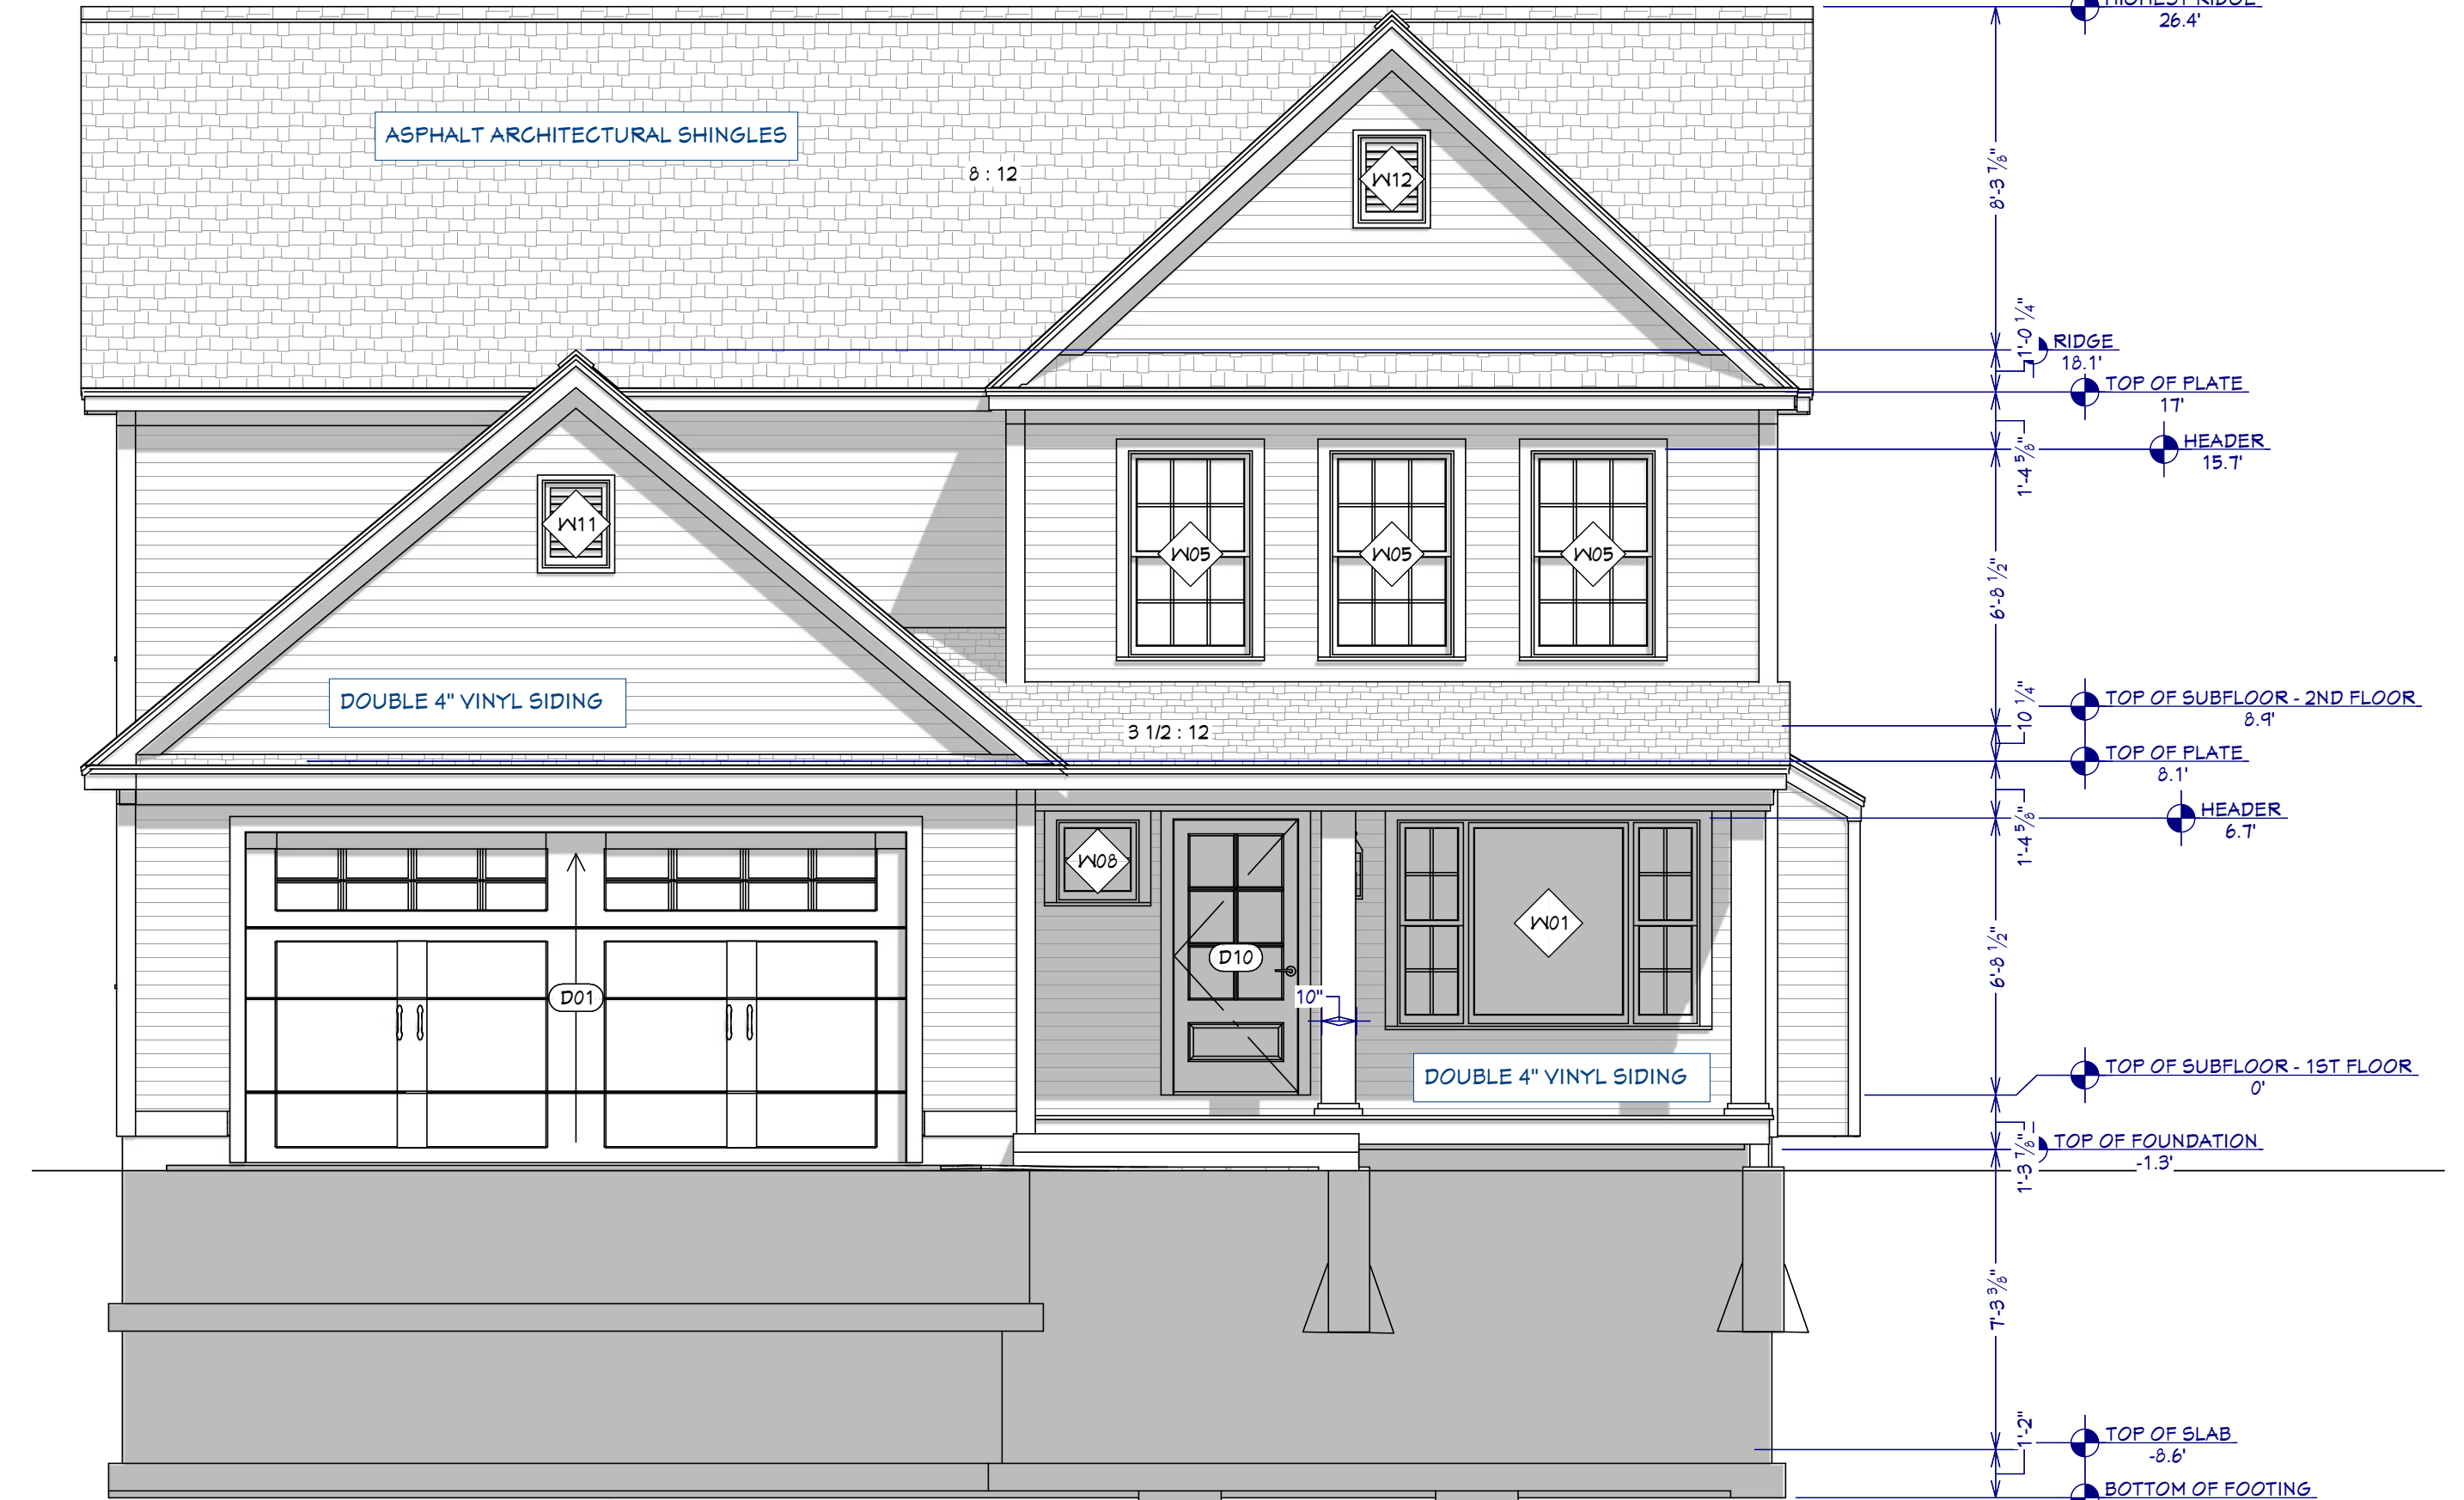 HIGHEST RIDGE
26.4'
ASPHALT ARCHITECTURAL SHINGLES
8 : 12
W12
8'-3 7/8"
1'-0 1/4"
RIDGE
18.1'
TOP OF PLATE
17'
HEADER
15.7'
1'-4 5/8"
W11
W05
W05
W05
6'-8 1/2"
DOUBLE 4" VINYL SIDING
3 1/2 : 12
10 1/4"
TOP OF SUBFLOOR - 2ND FLOOR
8.9'
TOP OF PLATE
8.1'
HEADER
6.7'
1'-4 5/8"
W08
W01
D10
D01
10"
6'-8 1/2"
DOUBLE 4" VINYL SIDING
TOP OF SUBFLOOR - 1ST FLOOR
0'
1'-3 7/8"
TOP OF FOUNDATION
-1.3'
7'-3 3/8"
1'-2"
TOP OF SLAB
-8.6'
BOTTOM OF FOOTING